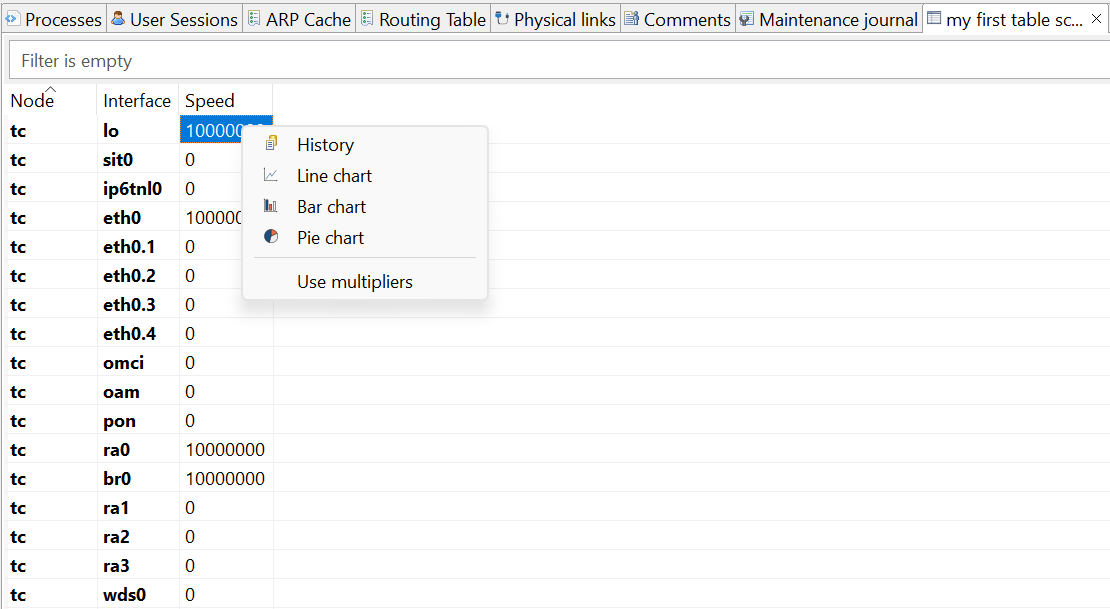 Processes User Sessions ARP Cache Routing Table Physical links Comments Maintenance journal my first table sc...
Filter is empty
Node Interface Speed
tc lo
History
tc sit0 0
Line chart
tc ip6tnl0 0
Bar chart
tc eth0
Pie chart
tc eth0.1 0
tc eth0.2 0
Use multipliers
tc eth0.3 0
tc eth0.4 0
tc omci 0
tc oam 0
tc pon 0
tc ra0 10000000
tc br0 10000000
tc ra1 0
tc ra2 0
tc ra3 0
tc wds0 0